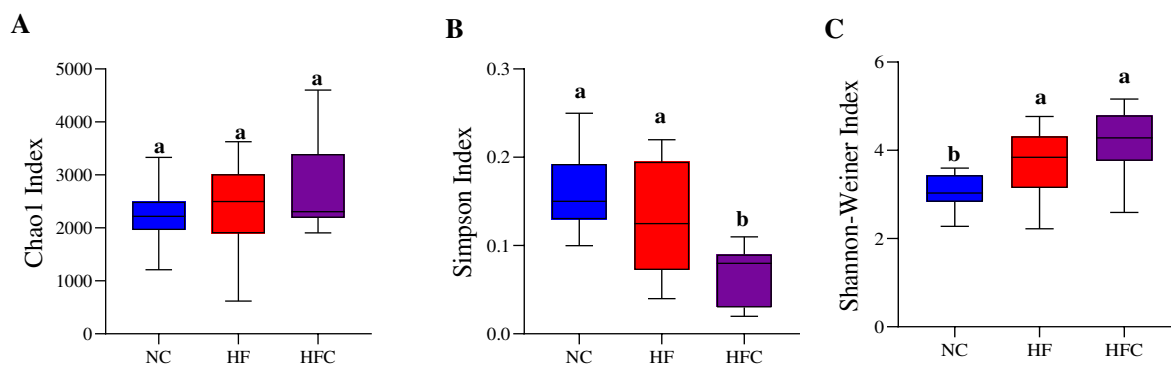 A
Chao1 Index
5000
4000
3000
2000
1000
0
a
a
a
NC HF HFC
B
Simpson Index
0.3
0.2
0.1
0.0
a
a
b
NC HF HFC
C
Shannon-Weiner Index
6
4
2
0
b
a
a
NC HF HFC